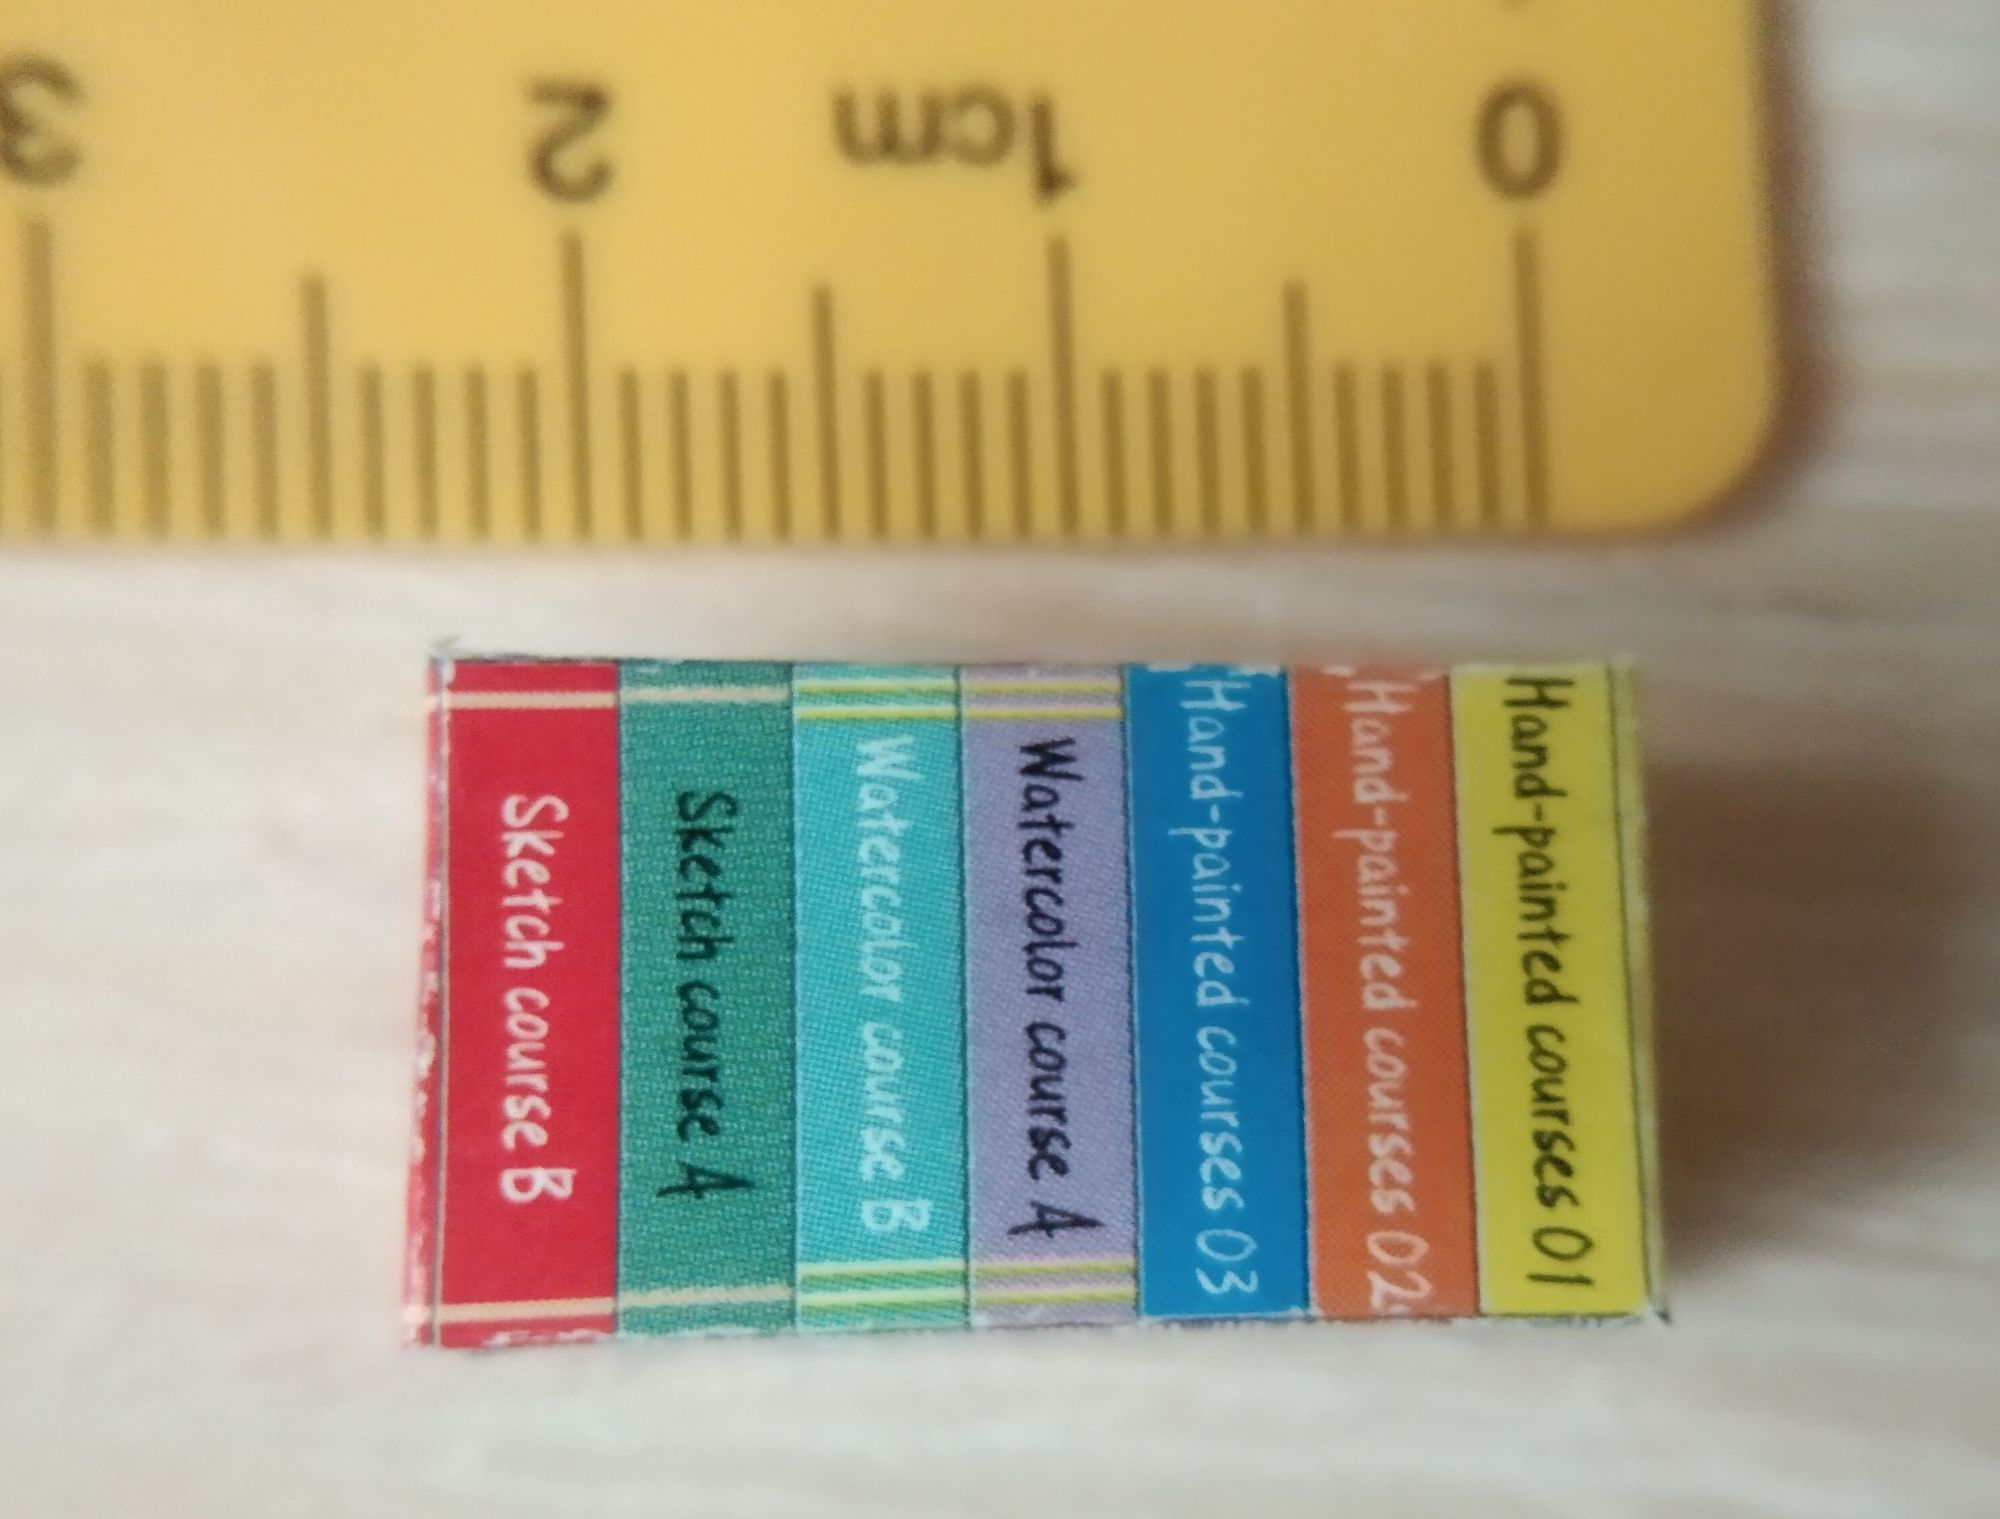 3 2 1cm 0
Sketch course B
Sketch course A
Watercolor course B
Watercolor course A
Hand-painted courses 03
Hand-painted courses 02
Hand-painted courses 01